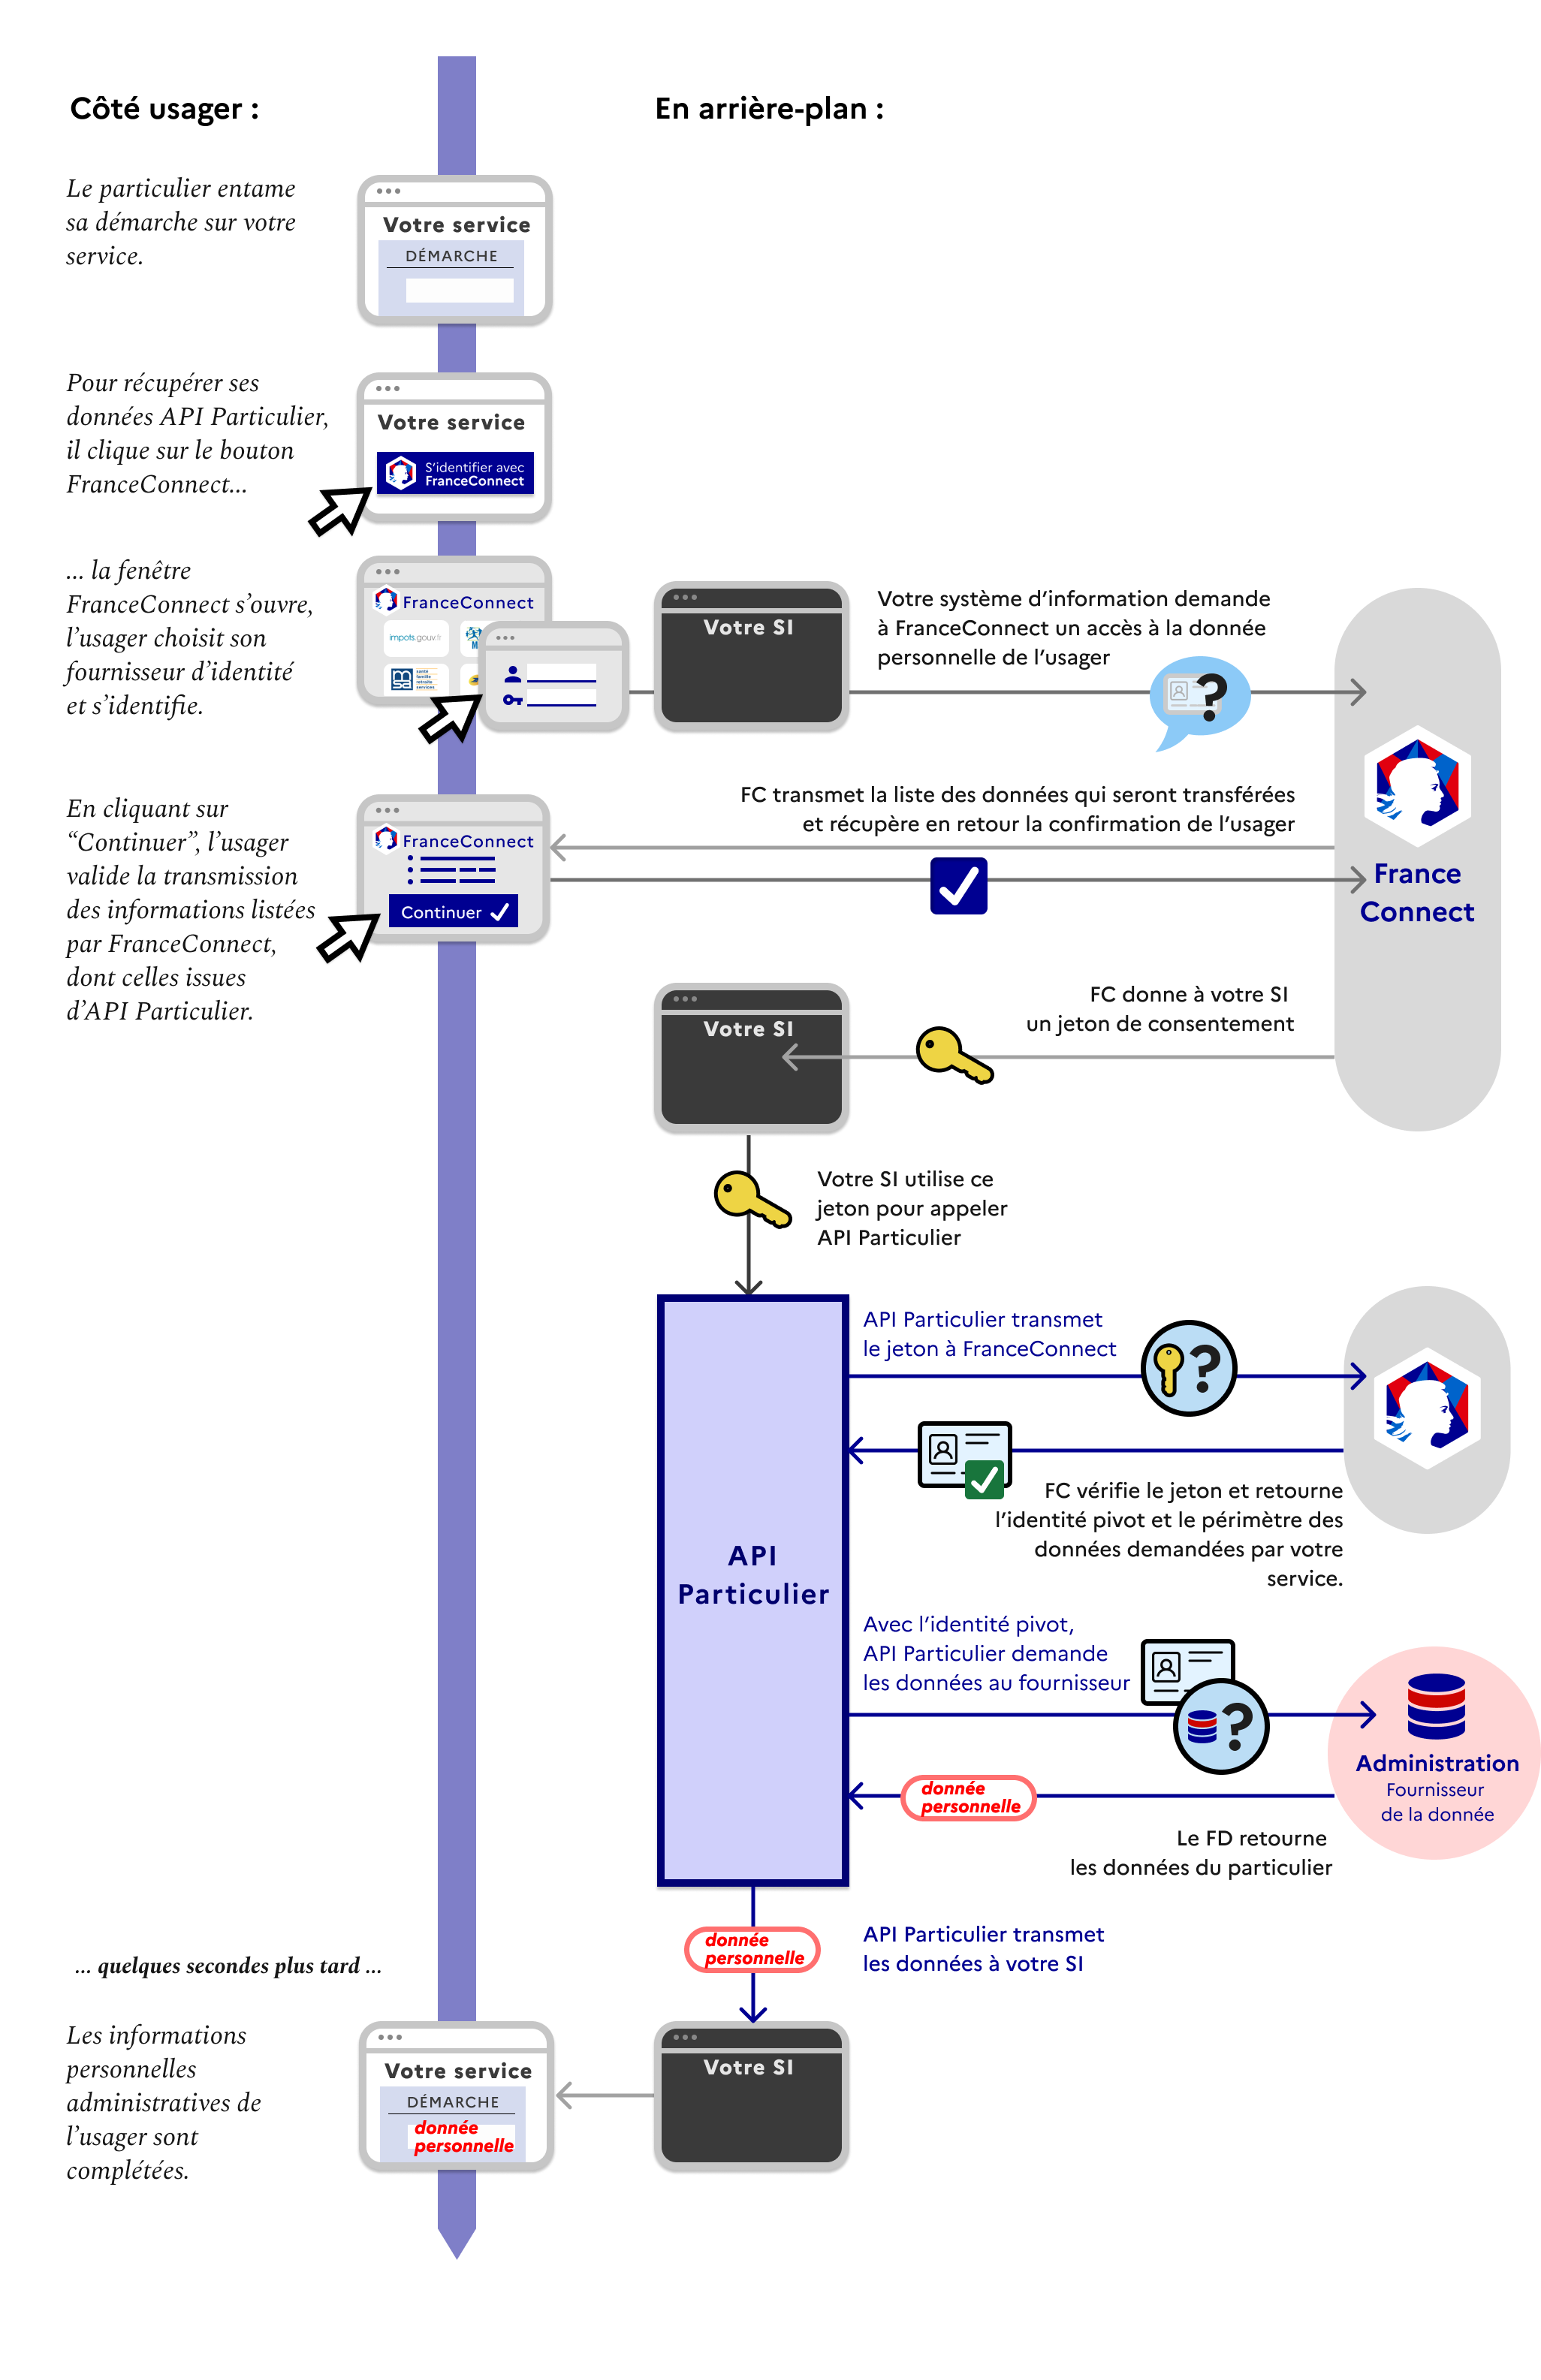 Côté usager :
En arrière-plan :
Le particulier entame
sa démarche sur votre
service.
Votre service
DÉMARCHE
Pour récupérer ses
données API Particulier,
il clique sur le bouton
FranceConnect...
Votre service
S'identifier avec
FranceConnect
... la fenêtre
FranceConnect s'ouvre,
l'usager choisit son
fournisseur d'identité
et s'identifie.
FranceConnect
impots.gouv.fr
M
msa
santé
famille
retraite
services
Votre SI
Votre système d'information demande
à FranceConnect un accès à la donnée
personnelle de l'usager
?
FC transmet la liste des données qui seront transférées
et récupère en retour la confirmation de l'usager
France
Connect
En cliquant sur
“Continuer”, l'usager
valide la transmission
des informations listées
par FranceConnect,
dont celles issues
d'API Particulier.
FranceConnect
Continuer
FC donne à votre SI
un jeton de consentement
Votre SI
Votre SI utilise ce
jeton pour appeler
API Particulier
API Particulier transmet
le jeton à FranceConnect
?
FC vérifie le jeton et retourne
l'identité pivot et le périmètre des
données demandées par votre
service.
API
Particulier
Avec l'identité pivot,
API Particulier demande
les données au fournisseur
?
Administration
Fournisseur
de la donnée
donnée
personnelle
Le FD retourne
les données du particulier
donnée
personnelle
API Particulier transmet
les données à votre SI
... quelques secondes plus tard ...
Les informations
personnelles
administratives de
l'usager sont
complétées.
Votre service
DÉMARCHE
donnée
personnelle
Votre SI